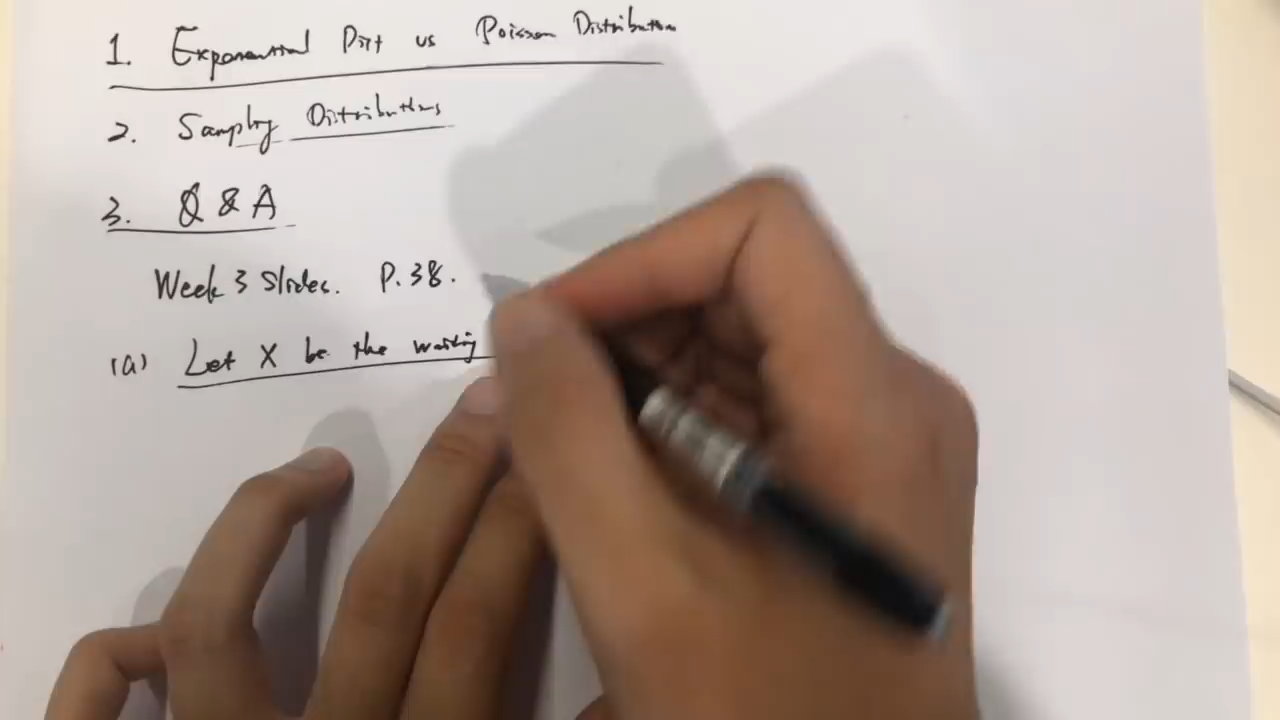 1. Exponential Dist vs Poisson Distribution
2. Sampling Distributions
3. Q & A
Week 3 Slides. P.38.
(a) Let X be the waiting